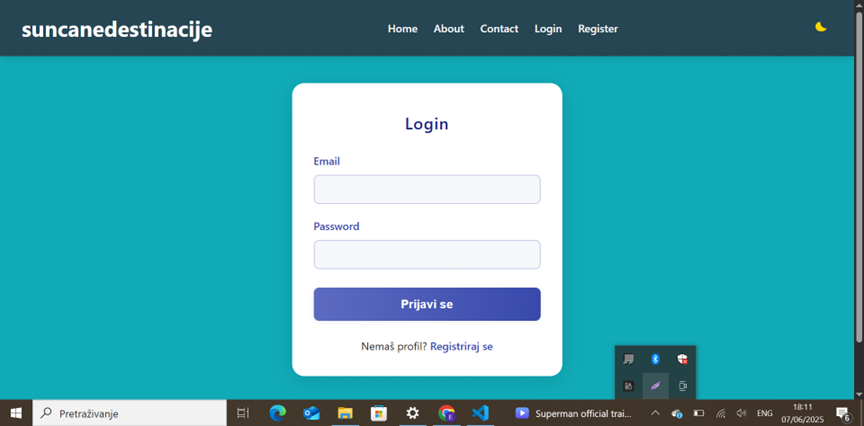 suncanedestinacije
Home About Contact Login Register
Login
Email
Password
Prijavi se
Nemaš profil? Registriraj se
Pretraživanje
Superman official trai...
ENG
18:11
07/06/2025
6